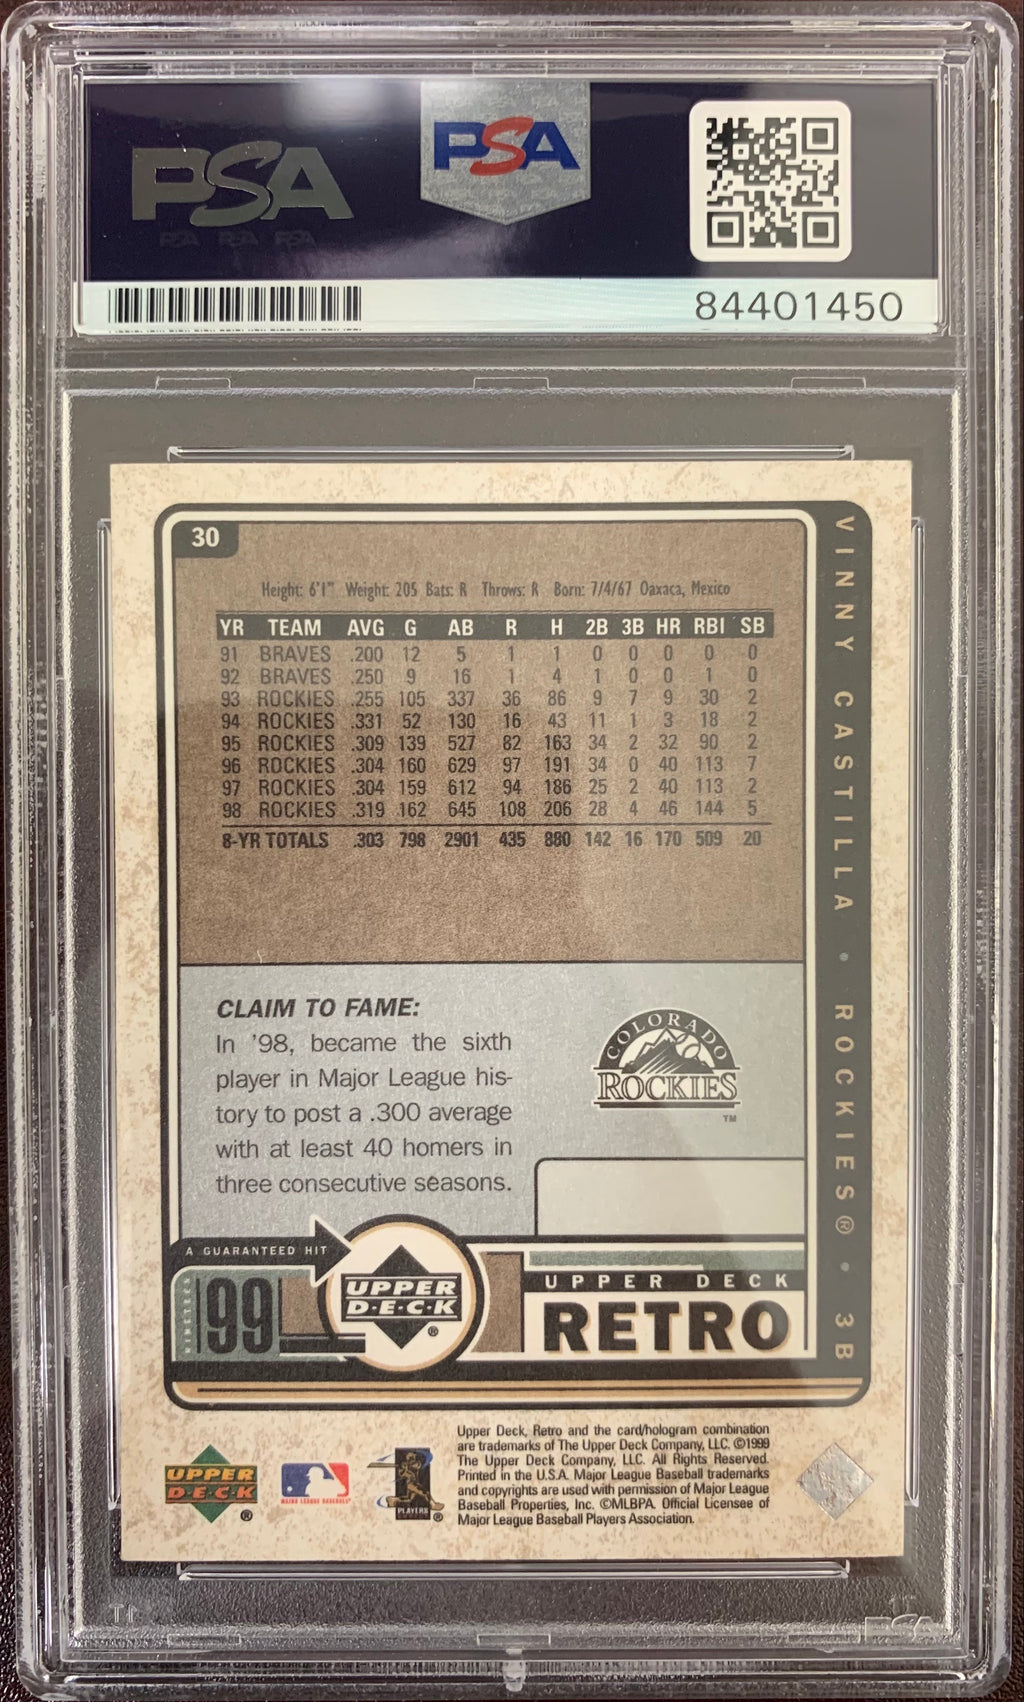 PSA
PSA
PSA PSA PSA
84401450
30
Height: 6'1" Weight: 205 Bats: R Throws: R Born: 7/4/67 Oaxaca, Mexico
YR TEAM AVG G AB R H 2B 3B HR RBI SB
91 BRAVES .200 12 5 1 1 0 0 0 0 0
92 BRAVES .250 9 16 1 4 1 0 0 1 0
93 ROCKIES .255 105 337 36 86 9 7 9 30 2
94 ROCKIES .331 52 130 16 43 11 1 3 18 2
95 ROCKIES .309 139 527 82 163 34 2 32 90 2
96 ROCKIES .304 160 629 97 191 34 0 40 113 7
97 ROCKIES .304 159 612 94 186 25 2 40 113 2
98 ROCKIES .319 162 645 108 206 28 4 46 144 5
8-YR TOTALS .303 798 2901 435 880 142 16 170 509 20
VINNY CASTILLA • ROCKIES® • 3B
CLAIM TO FAME:
In '98, became the sixth
player in Major League his-
tory to post a .300 average
with at least 40 homers in
three consecutive seasons.
COLORADO
ROCKIES
TM
A GUARANTEED HIT
NINETEEN
99
UPPER
D·E·C·K
®
UPPER DECK
RETRO
UPPER
D·E·C·K
®
MAJOR LEAGUE BASEBALL
PLAYERS
®
Upper Deck, Retro and the card/hologram combination
are trademarks of The Upper Deck Company, LLC. ©1999
The Upper Deck Company, LLC. All Rights Reserved.
Printed in the U.S.A. Major League Baseball trademarks
and copyrights are used with permission of Major League
Baseball Properties, Inc. ©MLBPA. Official Licensee of
Major League Baseball Players Association.
PSA